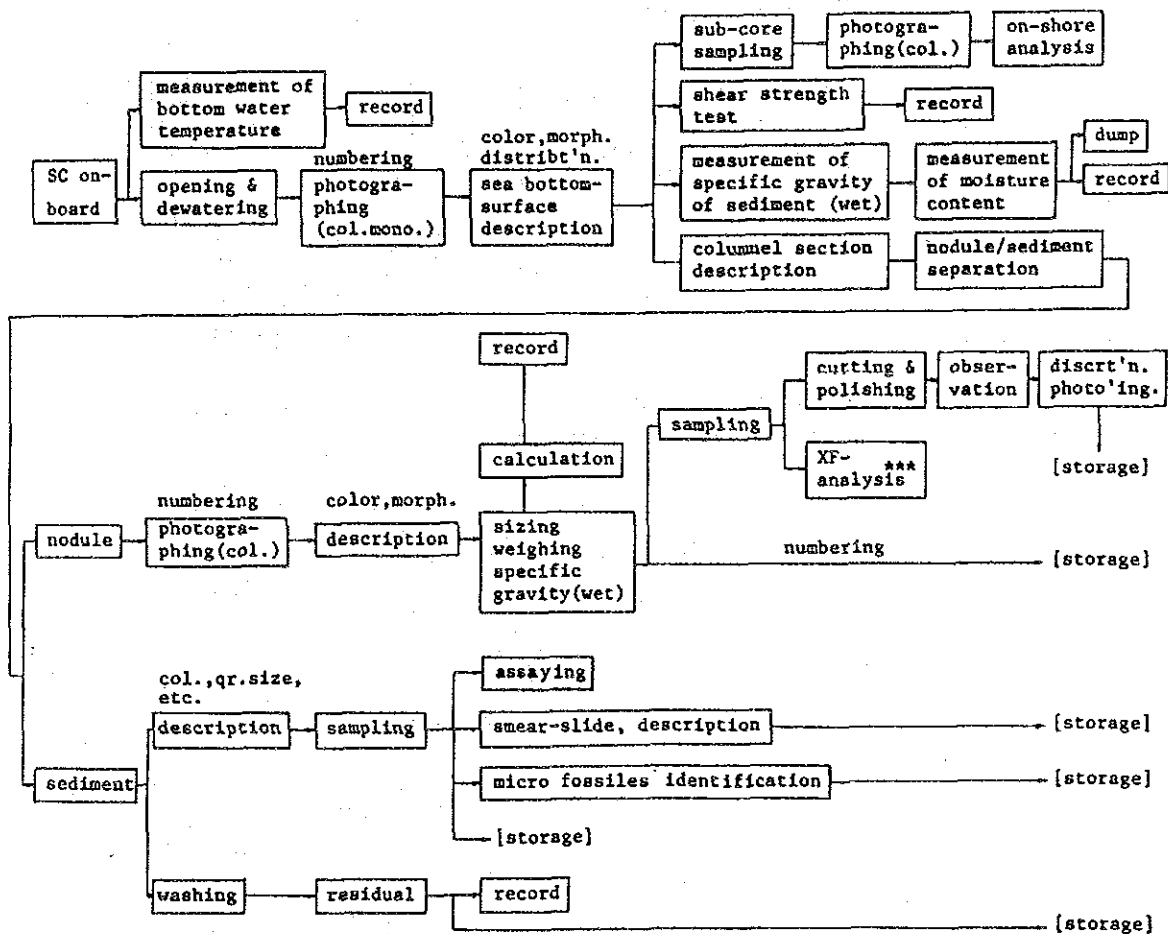 sub-core
sampling
photogra-
phing(col.)
on-shore
analysis
measurement of
bottom water
temperature
record
shear strength
test
record
SC on-
board
opening &
dewatering
numbering
photogra-
phing
(col.mono.)
color,morph.
distribt'n.
sea bottom-
surface
description
measurement of
specific gravity
of sediment (wet)
measurement
of moisture
content
dump
record
columnel section
description
nodule/sediment
separation
record
calculation
sampling
cutting &
polishing
obser-
vation
discrt'n.
photo'ing.
[storage]
XF-
analysis***
nodule
numbering
photogra-
phing(col.)
color,morph.
description
sizing
weighing
specific
gravity(wet)
numbering
[storage]
sediment
col.,qr.size,
etc.
description
sampling
assaying
smear-slide, description
[storage]
micro fossiles identification
[storage]
[storage]
washing
residual
record
[storage]